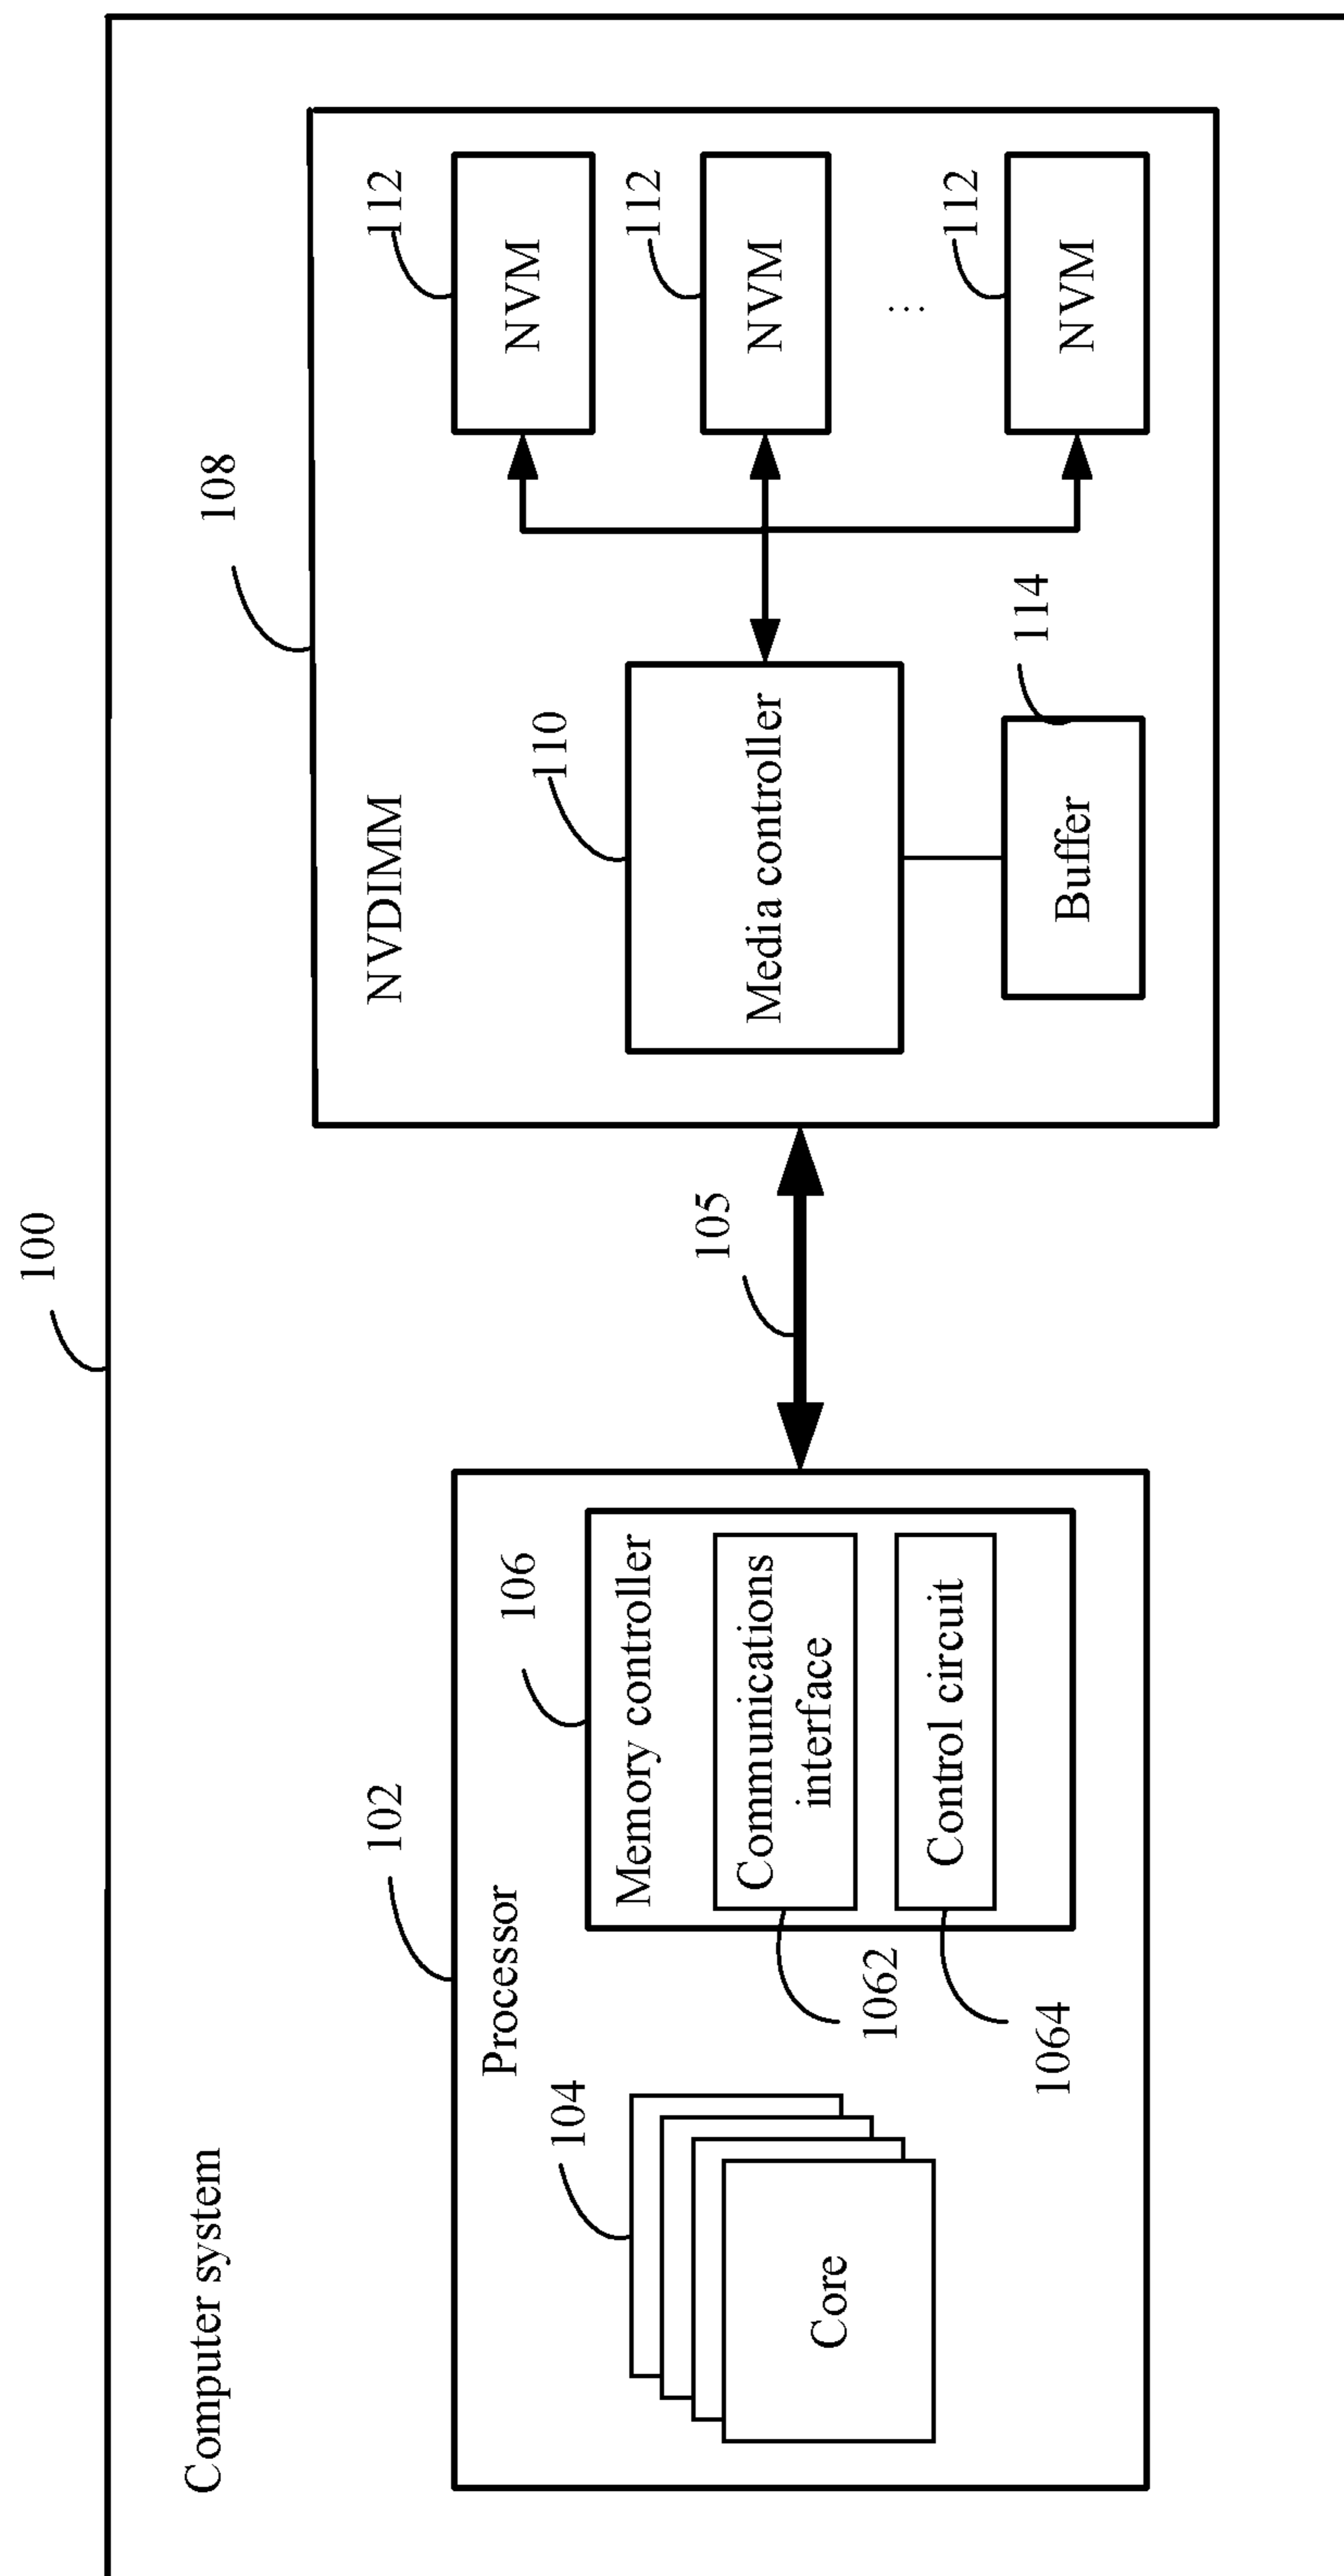 100
Computer system
102
Processor
104
Core
106
Memory controller
Communications
interface
Control circuit
1062
1064
105
108
NVDIMM
110
Media controller
114
Buffer
112
NVM
112
NVM
...
112
NVM